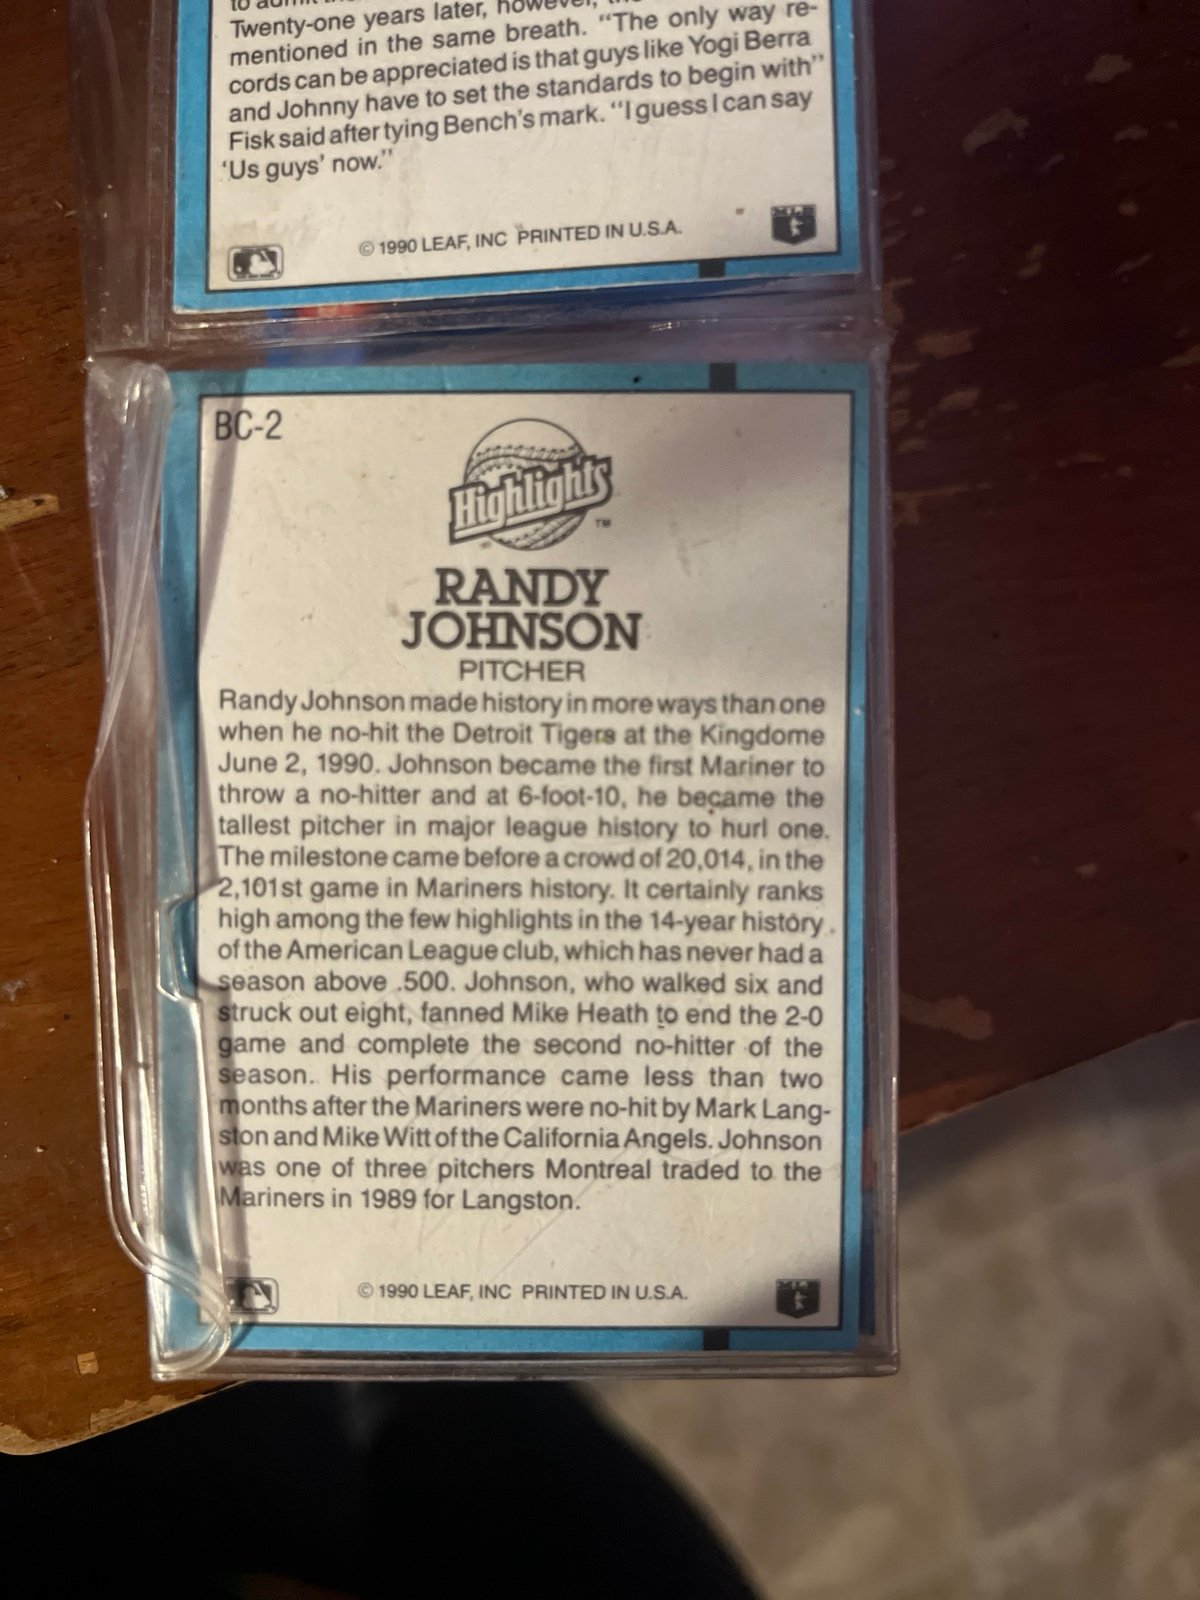 to admit
Twenty-one years later, however,
mentioned in the same breath. "The only way re-
cords can be appreciated is that guys like Yogi Berra
and Johnny have to set the standards to begin with"
Fisk said after tying Bench's mark. "I guess I can say
'Us guys' now."
© 1990 LEAF, INC PRINTED IN U.S.A.
BC-2
Highlights™
RANDY
JOHNSON
PITCHER
Randy Johnson made history in more ways than one
when he no-hit the Detroit Tigers at the Kingdome
June 2, 1990. Johnson became the first Mariner to
throw a no-hitter and at 6-foot-10, he became the
tallest pitcher in major league history to hurl one.
The milestone came before a crowd of 20,014, in the
2,101st game in Mariners history. It certainly ranks
high among the few highlights in the 14-year history
of the American League club, which has never had a
season above .500. Johnson, who walked six and
struck out eight, fanned Mike Heath to end the 2-0
game and complete the second no-hitter of the
season. His performance came less than two
months after the Mariners were no-hit by Mark Lang-
ston and Mike Witt of the California Angels. Johnson
was one of three pitchers Montreal traded to the
Mariners in 1989 for Langston.
© 1990 LEAF, INC PRINTED IN U.S.A.